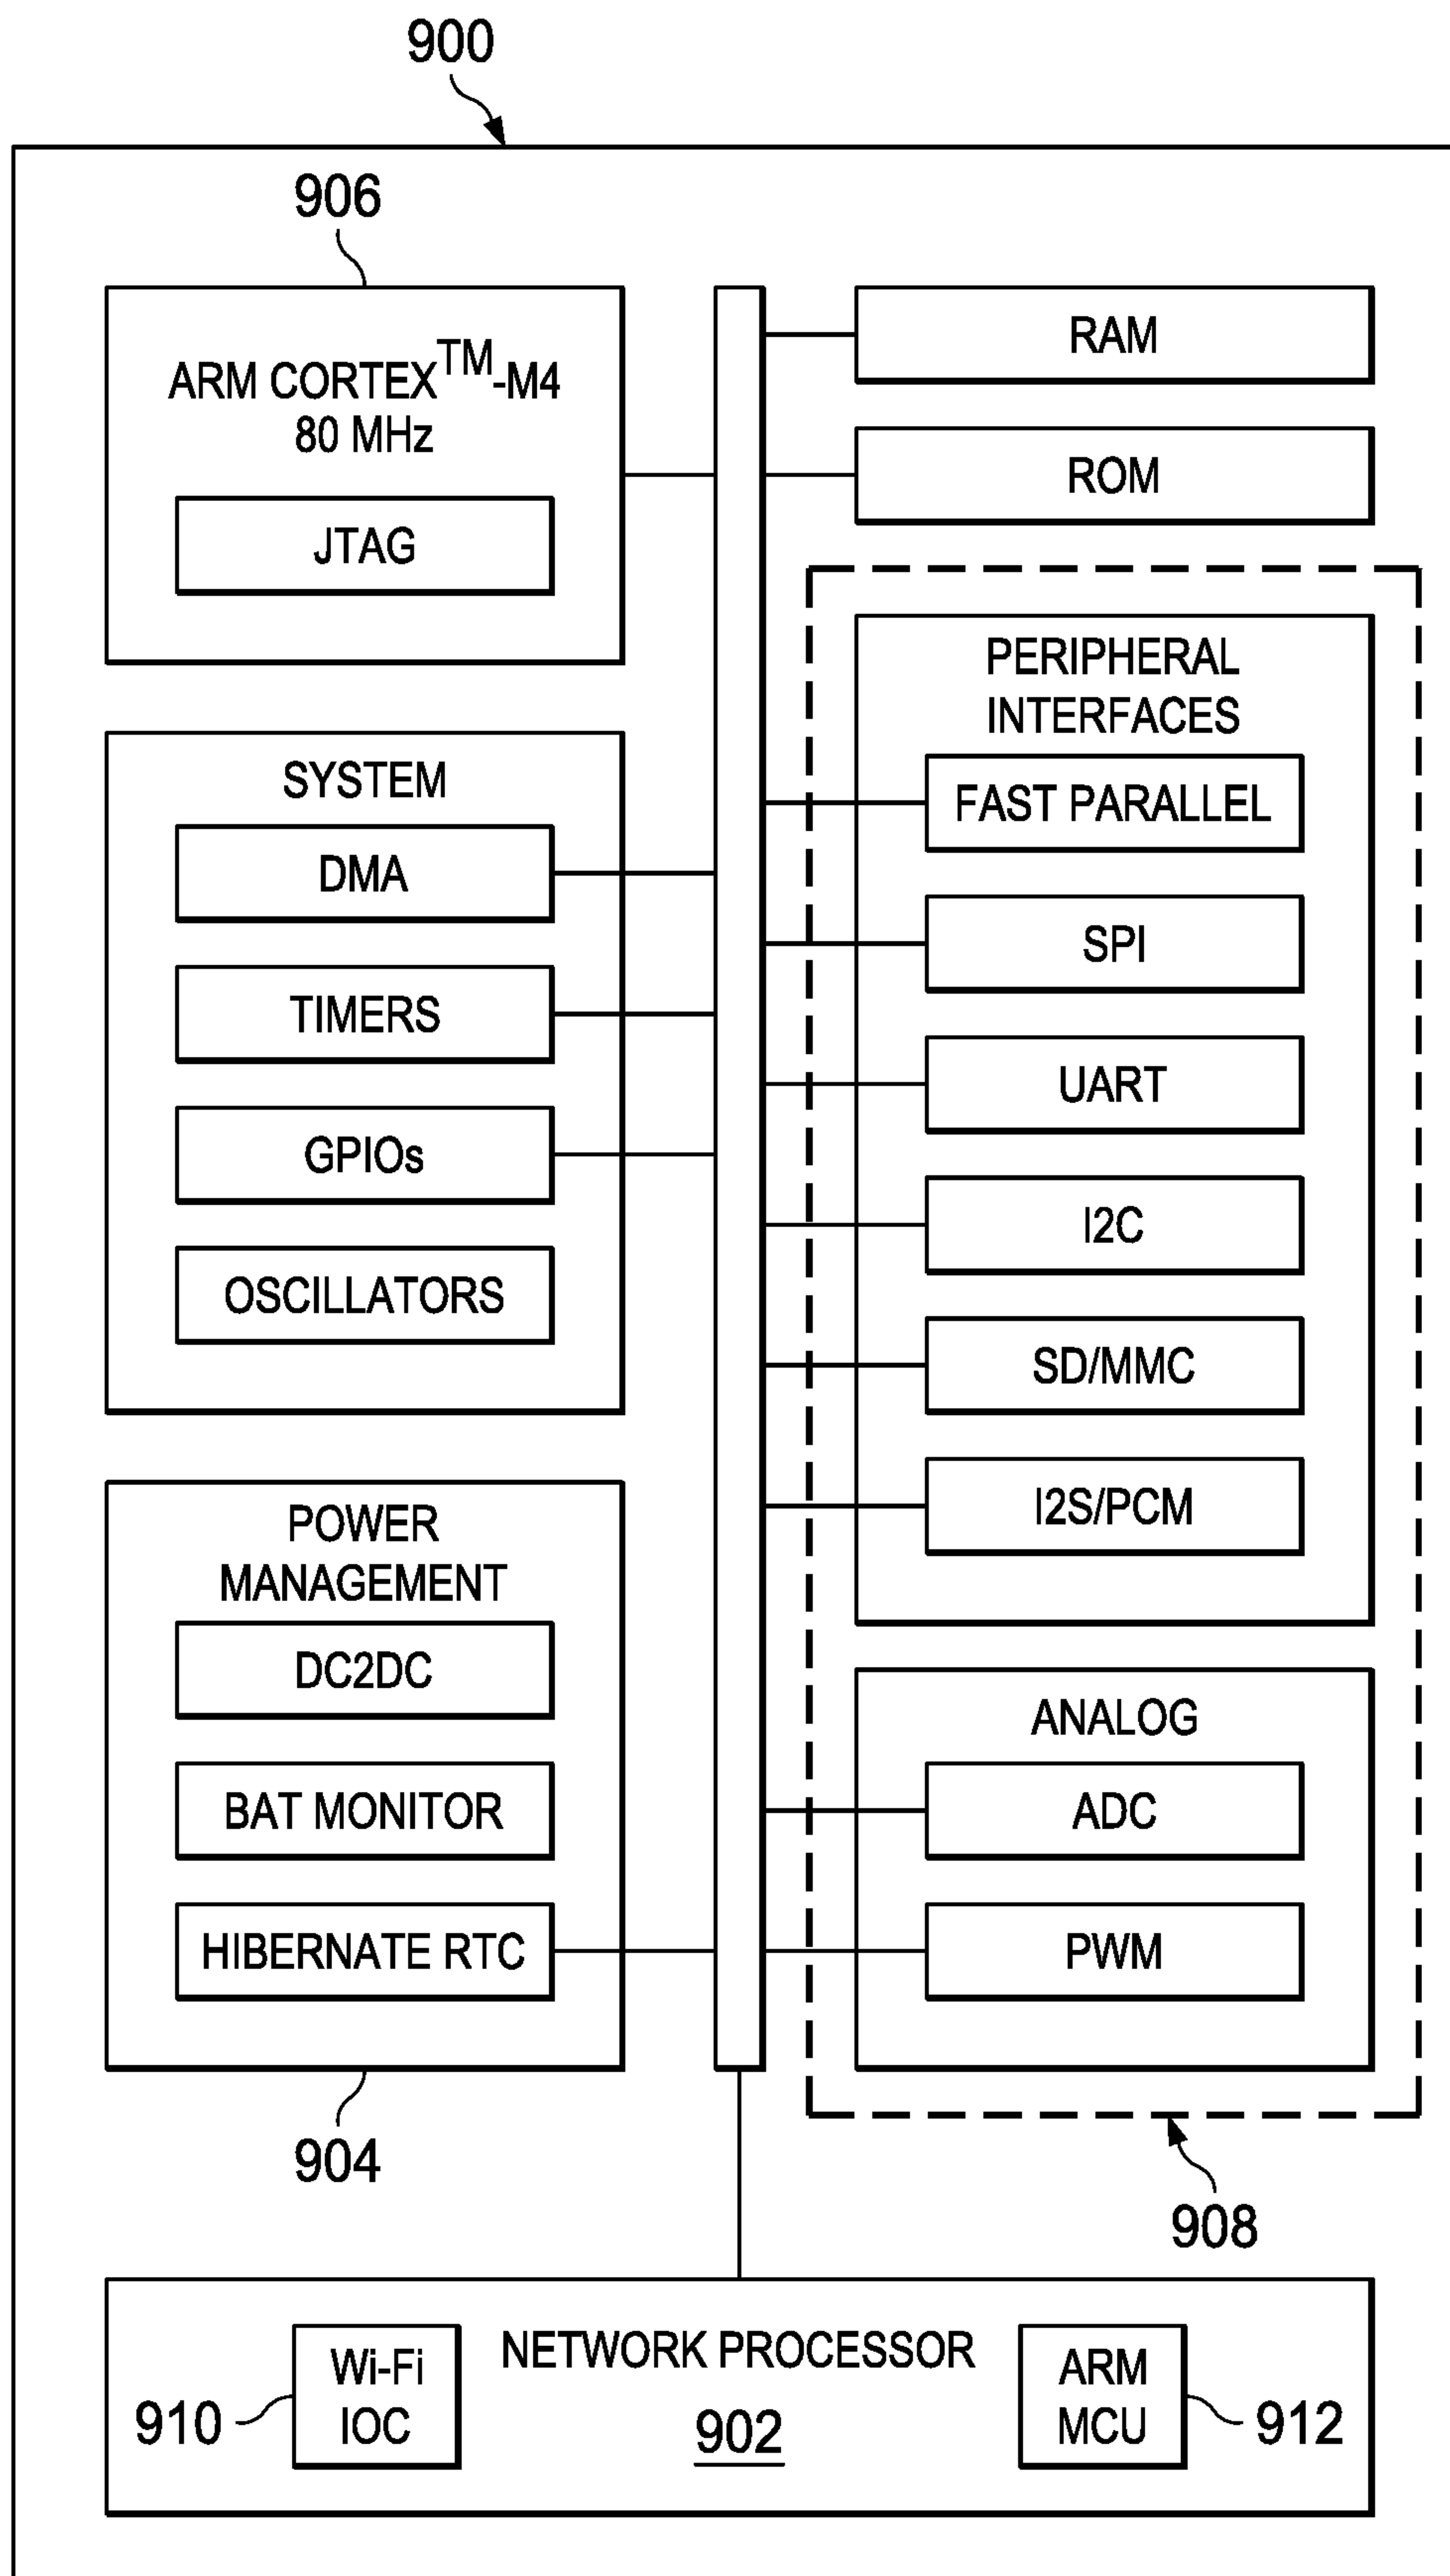 900
906
ARM CORTEX™-M4
80 MHz
JTAG
SYSTEM
DMA
TIMERS
GPIOs
OSCILLATORS
POWER
MANAGEMENT
DC2DC
BAT MONITOR
HIBERNATE RTC
904
RAM
ROM
PERIPHERAL
INTERFACES
FAST PARALLEL
SPI
UART
I2C
SD/MMC
I2S/PCM
ANALOG
ADC
PWM
908
NETWORK PROCESSOR
902
Wi-Fi
IOC
910
ARM
MCU
912